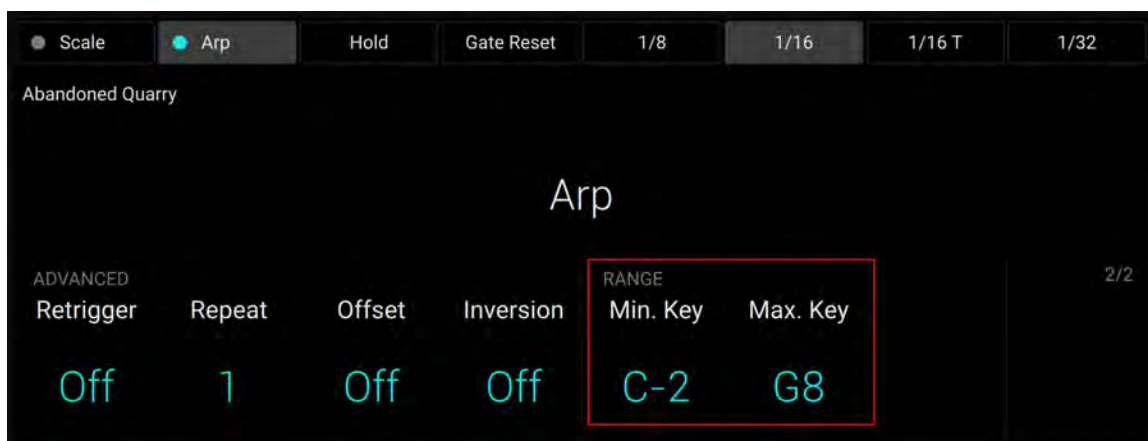 Scale Arp Hold Gate Reset 1/8 1/16 1/16 T 1/32
Abandoned Quarry
Arp
ADVANCED RANGE 2/2
Retrigger Repeat Offset Inversion Min. Key Max. Key
Off 1 Off Off C-2 G8